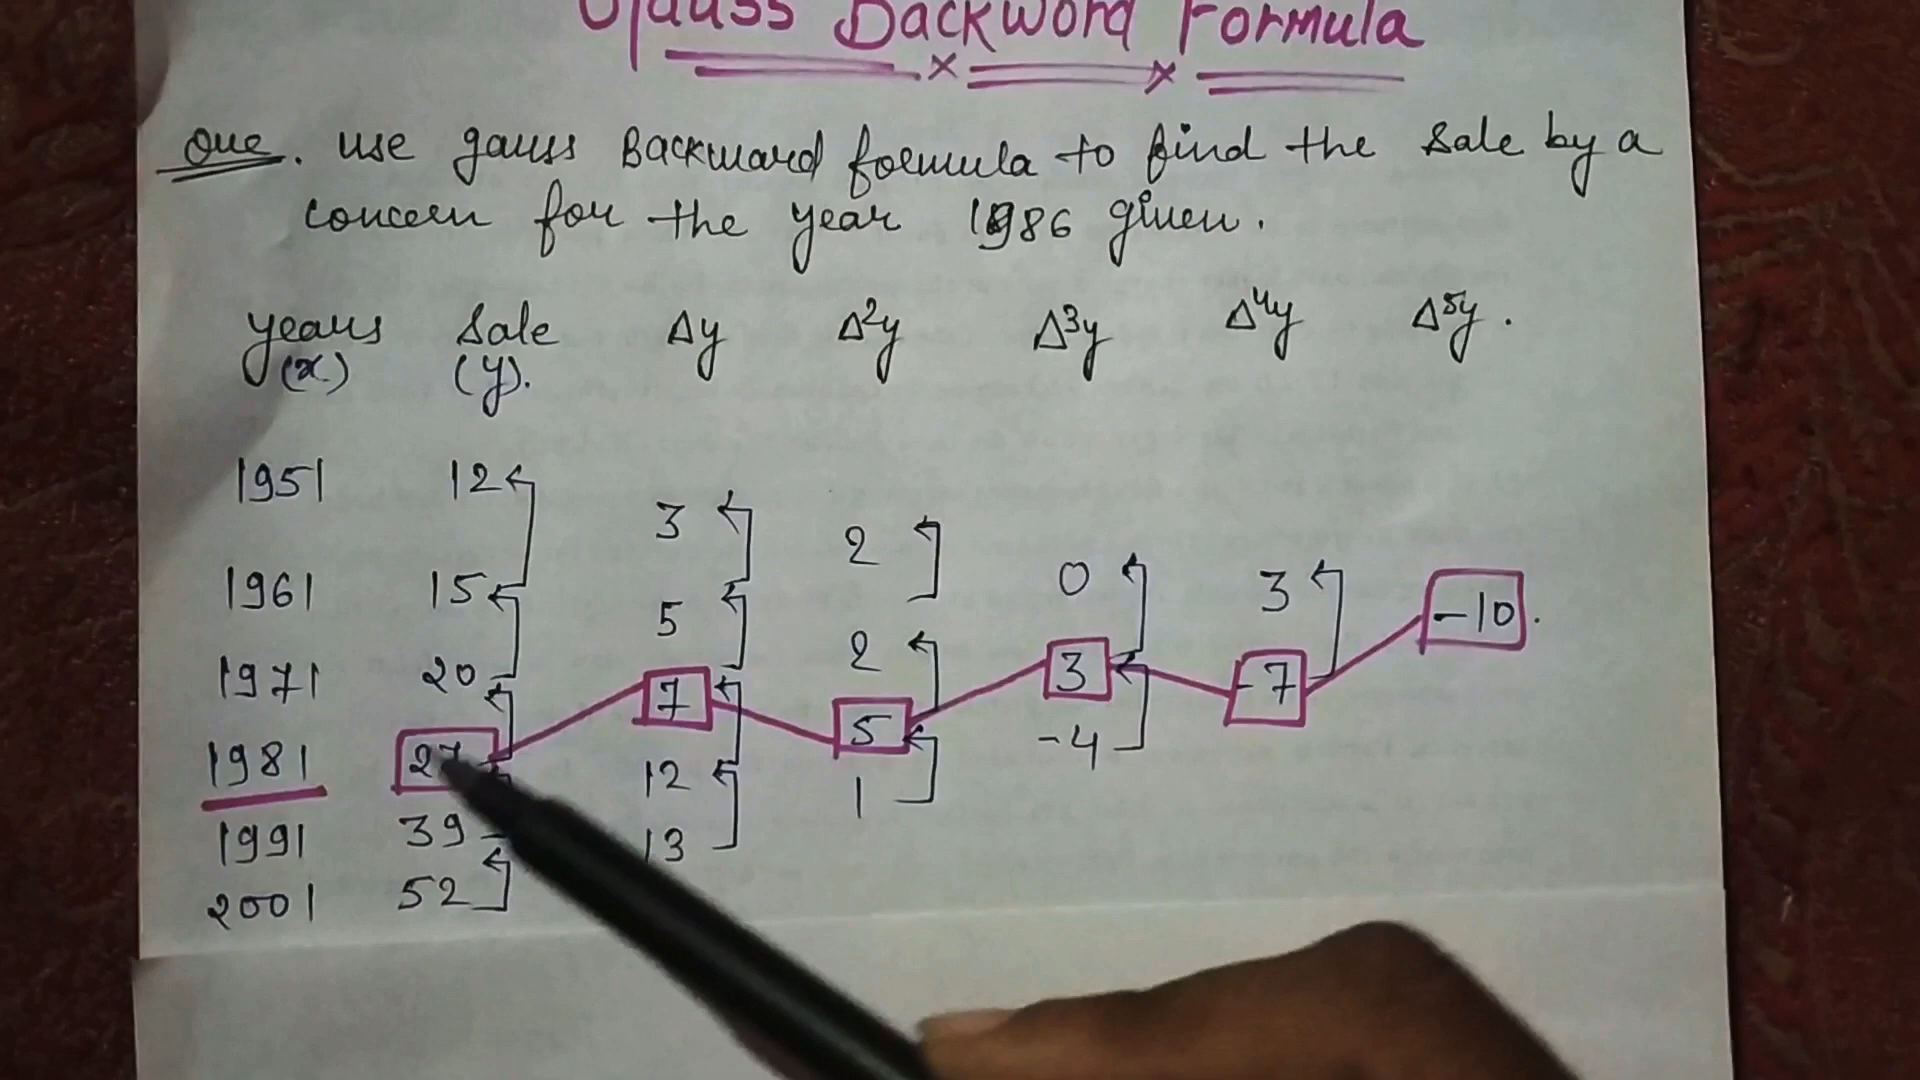 Gauss Backword Formula
Que. use gauss Backward formula to find the sale by a
concern for the year 1986 given.
years sale Δy Δ²y Δ³y Δ⁴y Δ⁵y.
(x) (y).
1951 12
3 2
1961 15 5 0 3 -10.
1971 20 7 2 3 -7
1981 27 12 5 -4
1991 39 13 1
2001 52